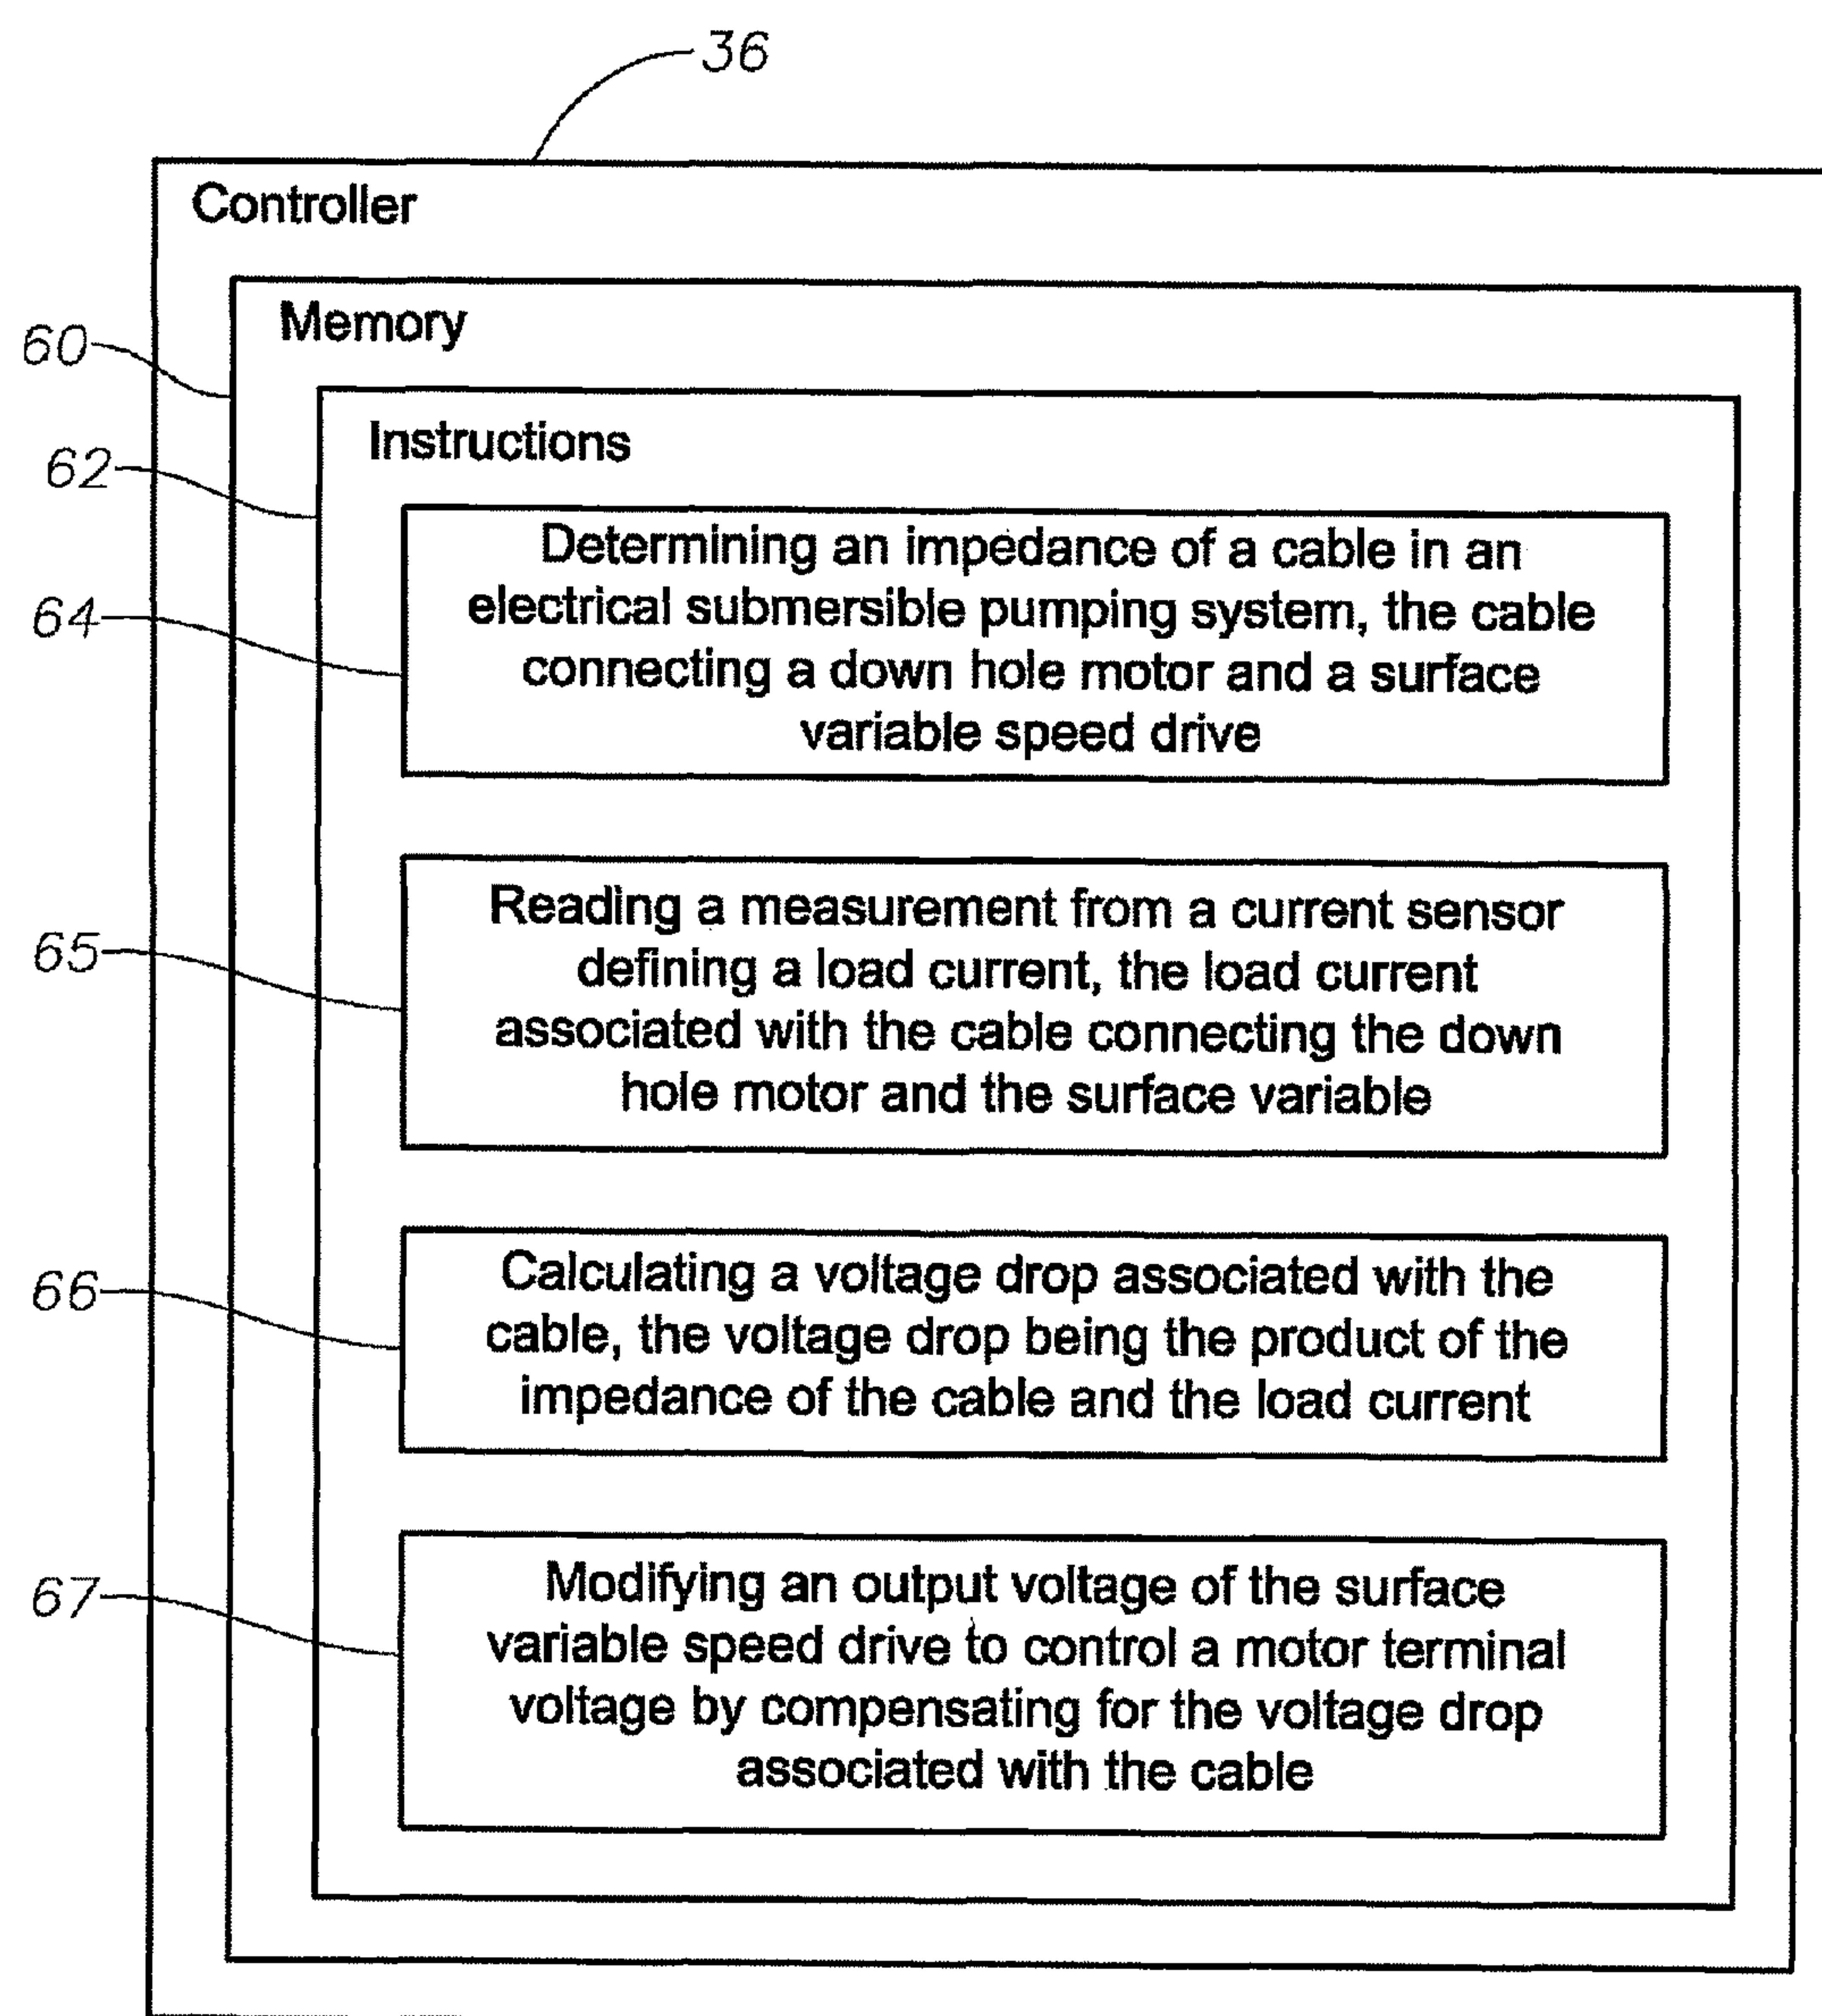 36
Controller
Memory
60
Instructions
62
Determining an impedance of a cable in an
electrical submersible pumping system, the cable
64
connecting a down hole motor and a surface
variable speed drive
Reading a measurement from a current sensor
65
defining a load current, the load current
associated with the cable connecting the down
hole motor and the surface variable
Calculating a voltage drop associated with the
66
cable, the voltage drop being the product of the
impedance of the cable and the load current
Modifying an output voltage of the surface
67
variable speed drive to control a motor terminal
voltage by compensating for the voltage drop
associated with the cable